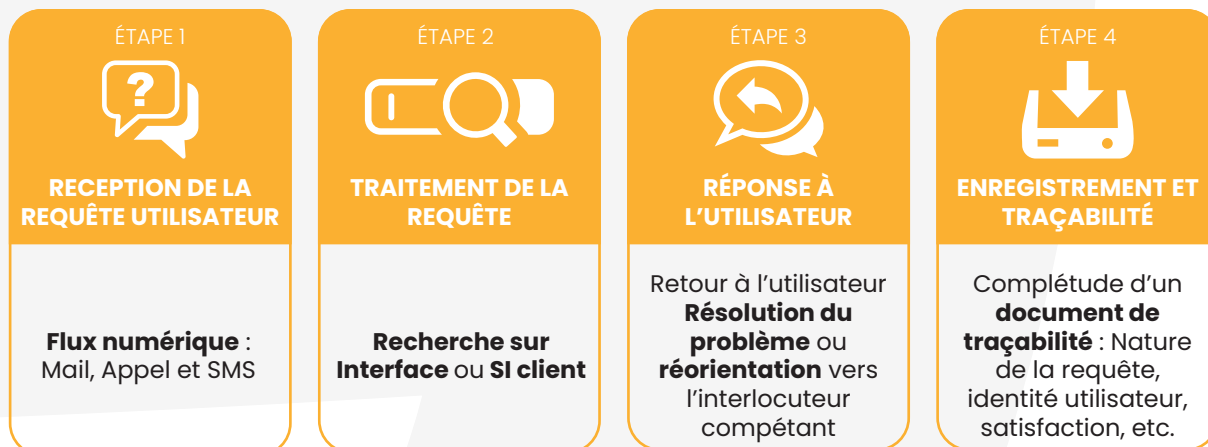 ÉTAPE 1
RECEPTION DE LA
REQUÊTE UTILISATEUR
Flux numérique :
Mail, Appel et SMS
ÉTAPE 2
TRAITEMENT DE LA
REQUÊTE
Recherche sur
Interface ou SI client
ÉTAPE 3
RÉPONSE À
L’UTILISATEUR
Retour à l’utilisateur
Résolution du
problème ou
réorientation vers
l’interlocuteur
compétant
ÉTAPE 4
ENREGISTREMENT ET
TRAÇABILITÉ
Complétude d’un
document de
traçabilité : Nature
de la requête,
identité utilisateur,
satisfaction, etc.